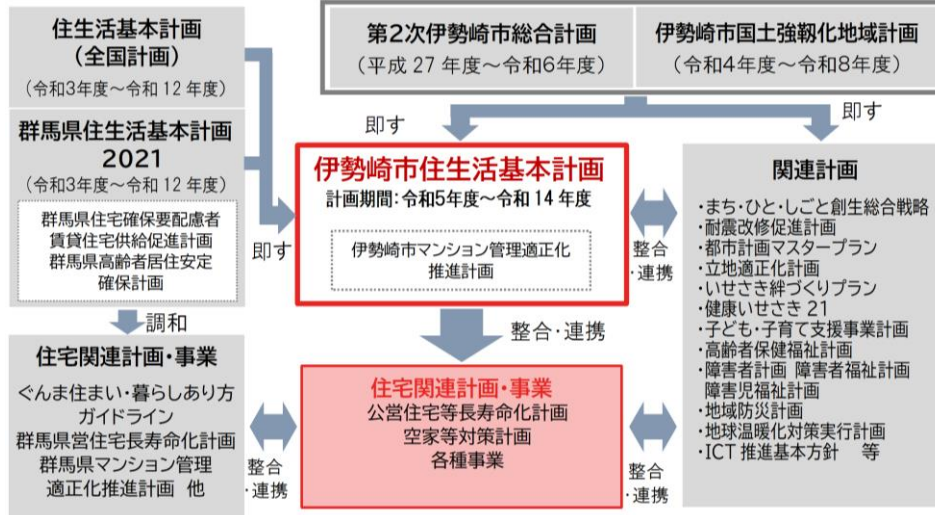 住生活基本計画
(全国計画)
(令和3年度～令和 12 年度)
群馬県住生活基本計画
2021
(令和3年度～令和 12 年度)
群馬県住宅確保要配慮者
賃貸住宅供給促進計画
群馬県高齢者居住安定
確保計画
調和
住宅関連計画・事業
ぐんま住まい・暮らしあり方
ガイドライン
群馬県営住宅長寿命化計画
群馬県マンション管理
適正化推進計画 他
第2次伊勢崎市総合計画
(平成 27 年度～令和6年度)
伊勢崎市国土強靱化地域計画
(令和4年度～令和8年度)
即す
即す
即す
伊勢崎市住生活基本計画
計画期間:令和5年度～令和 14 年度
伊勢崎市マンション管理適正化
推進計画
整合
・連携
整合・連携
住宅関連計画・事業
公営住宅等長寿命化計画
空家等対策計画
各種事業
整合
・連携
整合
・連携
関連計画
・まち・ひと・しごと創生総合戦略
・耐震改修促進計画
・都市計画マスタープラン
・立地適正化計画
・いせさき絆づくりプラン
・健康いせさき 21
・子ども・子育て支援事業計画
・高齢者保健福祉計画
・障害者計画 障害者福祉計画
障害児福祉計画
・地域防災計画
・地球温暖化対策実行計画
・ICT 推進基本方針 等